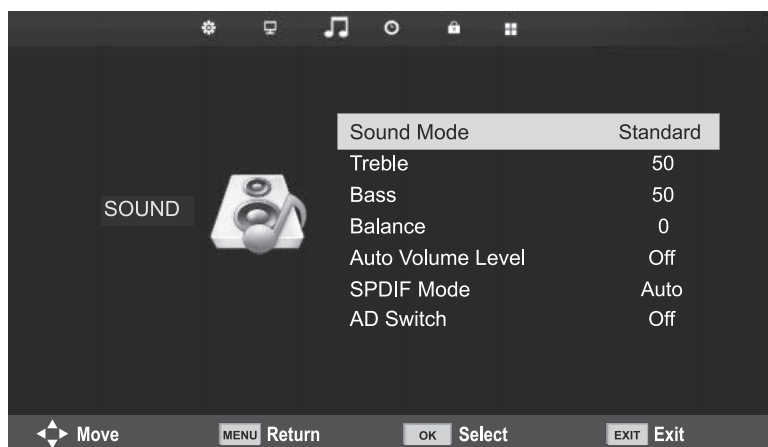 Sound Mode Standard
Treble 50
Bass 50
SOUND
Balance 0
Auto Volume Level Off
SPDIF Mode Auto
AD Switch Off
Move MENU Return OK Select EXIT Exit